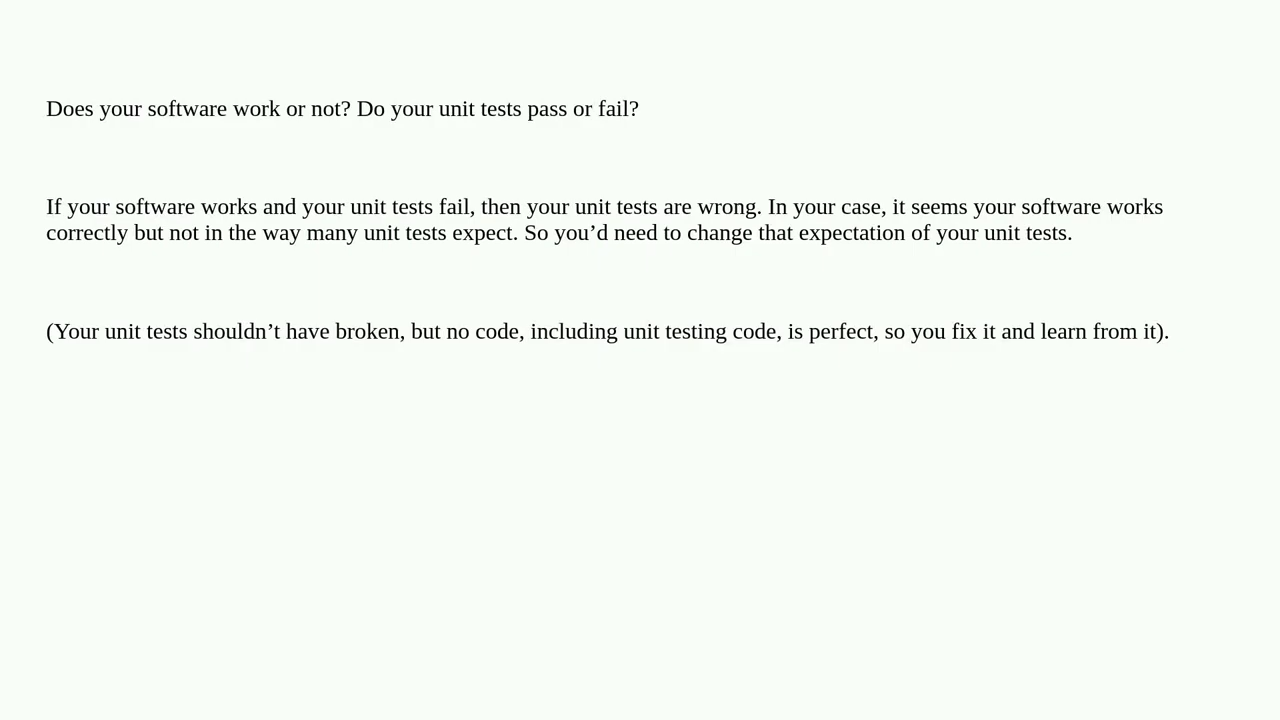 Does your software work or not? Do your unit tests pass or fail?
If your software works and your unit tests fail, then your unit tests are wrong. In your case, it seems your software works
correctly but not in the way many unit tests expect. So you’d need to change that expectation of your unit tests.
(Your unit tests shouldn’t have broken, but no code, including unit testing code, is perfect, so you fix it and learn from it).